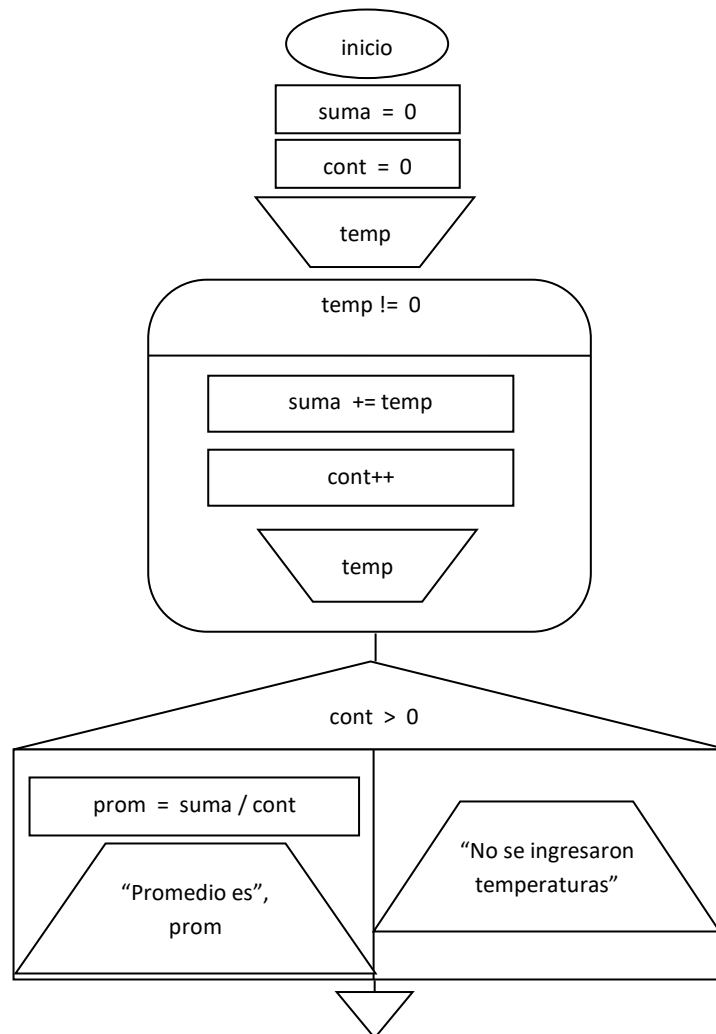 inicio
suma = 0
cont = 0
temp
temp != 0
suma += temp
cont++
temp
cont > 0
prom = suma / cont
“Promedio es”,
prom
“No se ingresaron
temperaturas”